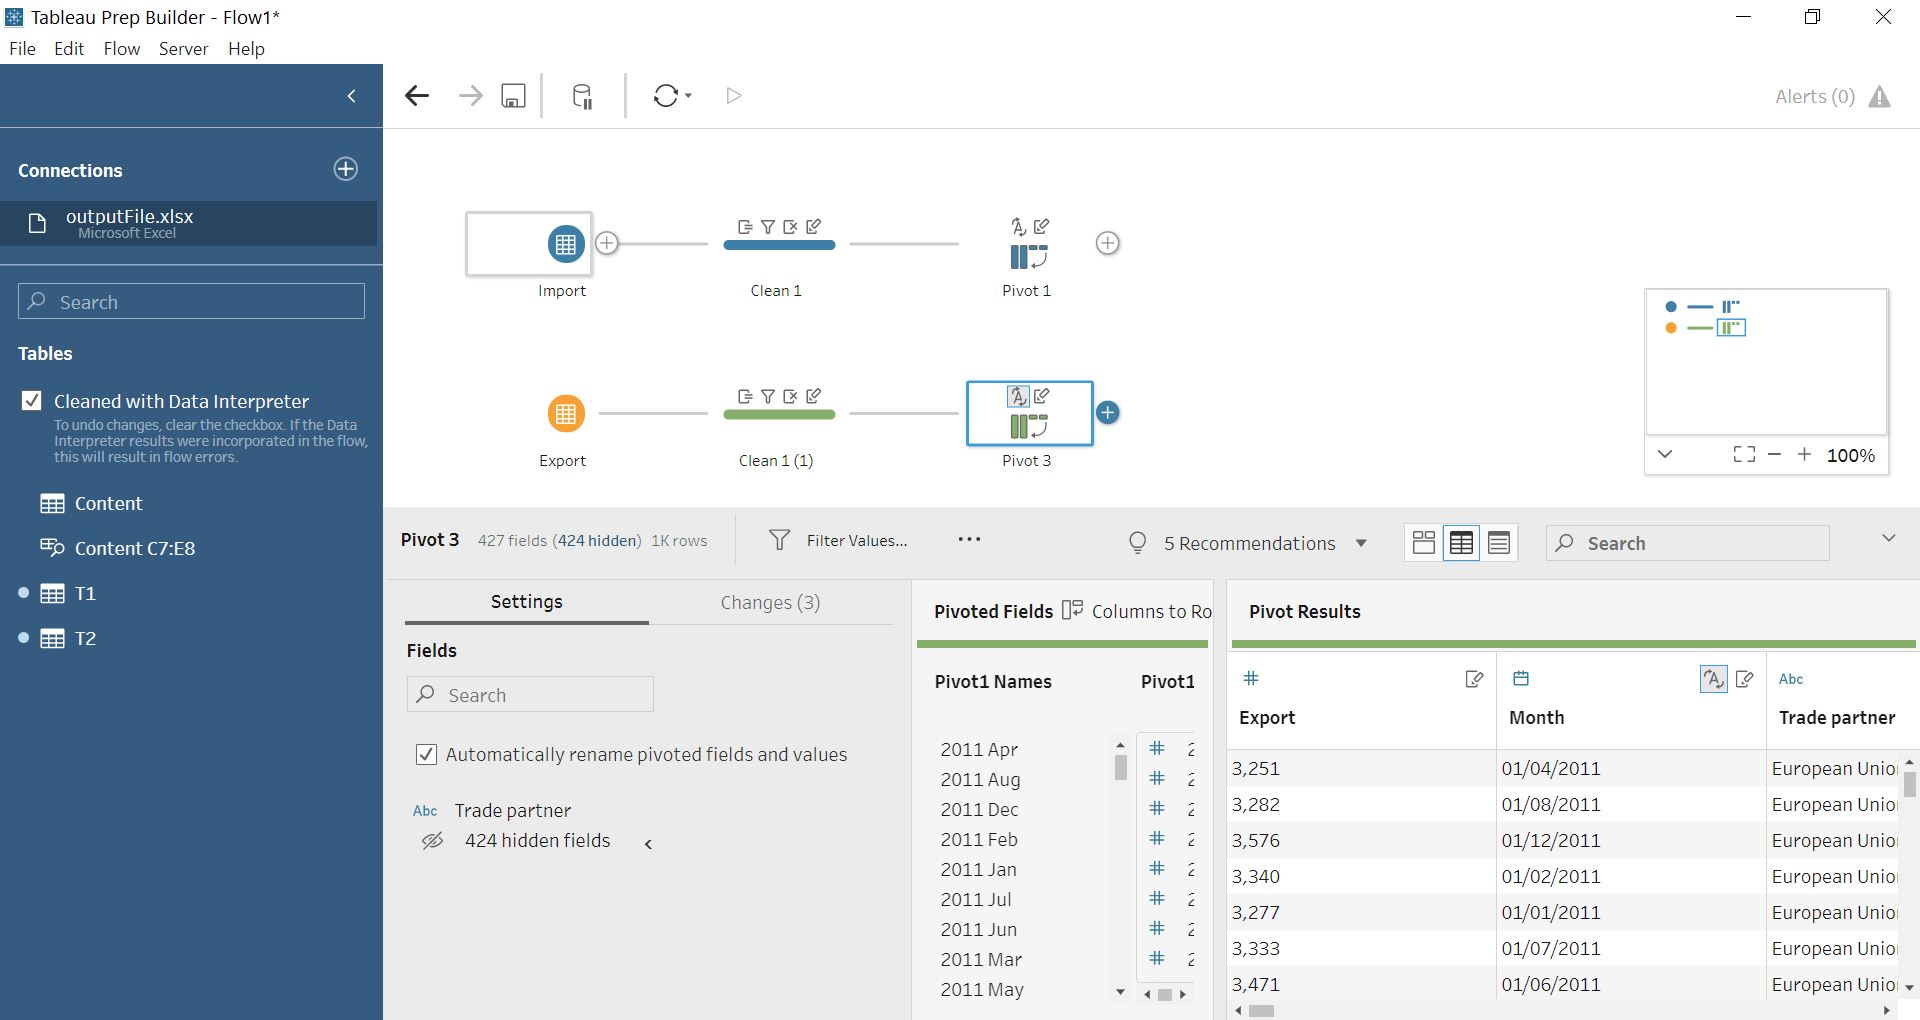 Tableau Prep Builder - Flow1*
File Edit Flow Server Help
Alerts (0)
Connections
outputFile.xlsx
Microsoft Excel
Search
Tables
Cleaned with Data Interpreter
To undo changes, clear the checkbox. If the Data
Interpreter results were incorporated in the flow,
this will result in flow errors.
Content
Content C7:E8
T1
T2
Import
Clean 1
Pivot 1
Export
Clean 1 (1)
Pivot 3
100%
Pivot 3 427 fields (424 hidden) 1K rows
Filter Values...
5 Recommendations
Search
Settings
Changes (3)
Fields
Search
Automatically rename pivoted fields and values
Abc Trade partner
424 hidden fields
Pivoted Fields Columns to Ro
Pivot1 Names
Pivot1
2011 Apr
2011 Aug
2011 Dec
2011 Feb
2011 Jan
2011 Jul
2011 Jun
2011 Mar
2011 May
Pivot Results
# Abc
Export Month Trade partner
3,251 01/04/2011 European Unio
3,282 01/08/2011 European Unio
3,576 01/12/2011 European Unio
3,340 01/02/2011 European Unio
3,277 01/01/2011 European Unio
3,333 01/07/2011 European Unio
3,471 01/06/2011 European Unio